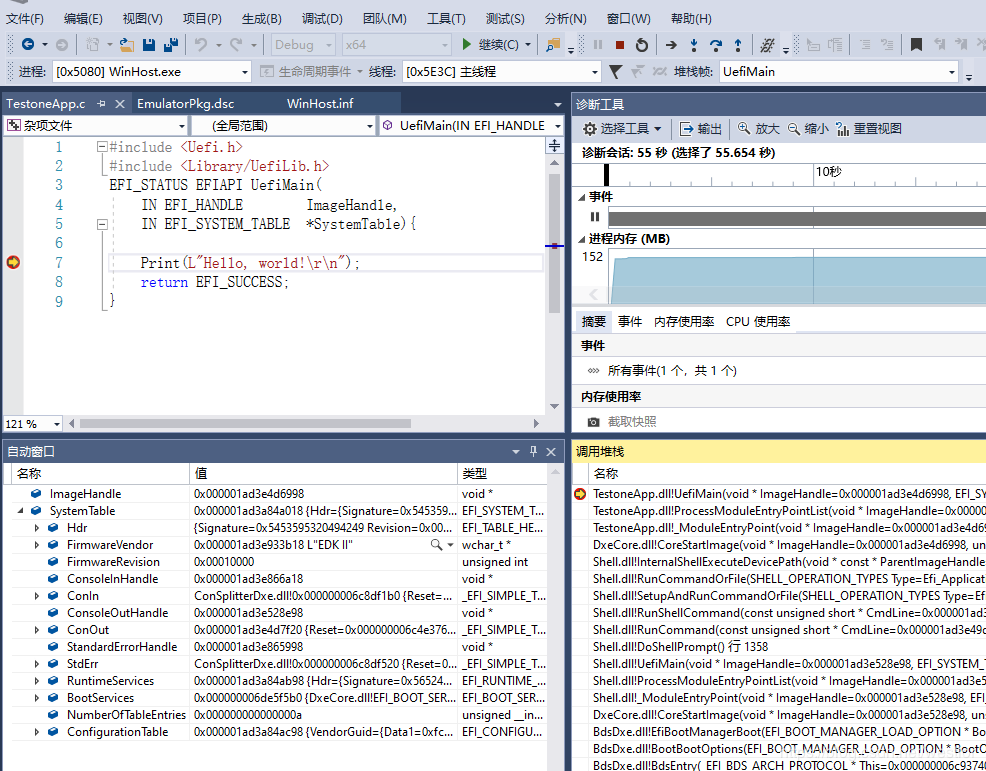 文件(F) 编辑(E) 视图(V) 项目(P) 生成(B) 调试(D) 团队(M) 工具(T) 测试(S) 分析(N) 窗口(W) 帮助(H)
Debug x64 继续(C)
进程: [0x5080] WinHost.exe 生命周期事件 线程: [0x5E3C] 主线程 堆栈帧: UefiMain
TestoneApp.c EmulatorPkg.dsc WinHost.inf
杂项文件 (全局范围) UefiMain(IN EFI_HANDLE
1 #include <Uefi.h>
2 #include <Library/UefiLib.h>
3 EFI_STATUS EFIAPI UefiMain(
4 IN EFI_HANDLE ImageHandle,
5 IN EFI_SYSTEM_TABLE *SystemTable){
6
7 Print(L"Hello, world!\r\n");
8 return EFI_SUCCESS;
9 }
121 %
诊断工具
选择工具 输出 放大 缩小 重置视图
诊断会话: 55 秒 (选择了 55.654 秒)
10秒
事件
进程内存 (MB)
152
摘要 事件 内存使用率 CPU 使用率
事件
所有事件(1 个，共 1 个)
内存使用率
截取快照
自动窗口
名称 值 类型
ImageHandle 0x000001ad3e4d6998 void *
SystemTable 0x000001ad3a84a018 {Hdr={Signature=0x545359... EFI_SYSTEM_T...
Hdr {Signature=0x5453595320494249 Revision=0x00... EFI_TABLE_HE...
FirmwareVendor 0x000001ad3e933b18 L"EDK II" wchar_t *
FirmwareRevision 0x00010000 unsigned int
ConsoleInHandle 0x000001ad3e866a18 void *
ConIn ConSplitterDxe.dll!0x000000006c8df1b0 {Reset=... _EFI_SIMPLE_T...
ConsoleOutHandle 0x000001ad3e528e98 void *
ConOut 0x000001ad3e4d7f20 {Reset=0x000000006c4e376... _EFI_SIMPLE_T...
StandardErrorHandle 0x000001ad3e865998 void *
StdErr ConSplitterDxe.dll!0x000000006c8df520 {Reset=0... _EFI_SIMPLE_T...
RuntimeServices 0x000001ad3a84ab98 {Hdr={Signature=0x56524... EFI_RUNTIME_...
BootServices 0x000000006de5f5b0 {DxeCore.dll!EFI_BOOT_SER... EFI_BOOT_SER...
NumberOfTableEntries 0x000000000000000a unsigned __in...
ConfigurationTable 0x000001ad3a84ac98 {VendorGuid={Data1=0xfc... EFI_CONFIGU...
调用堆栈
名称
TestoneApp.dll!UefiMain(void * ImageHandle=0x000001ad3e4d6998, EFI_SY
TestoneApp.dll!ProcessModuleEntryPointList(void * ImageHandle=0x00000
TestoneApp.dll!_ModuleEntryPoint(void * ImageHandle=0x000001ad3e4d69
DxeCore.dll!CoreStartImage(void * ImageHandle=0x000001ad3e4d6998, un
Shell.dll!InternalShellExecuteDevicePath(void * const * ParentImageHandle
Shell.dll!RunCommandOrFile(SHELL_OPERATION_TYPES Type=Efi_Applicat
Shell.dll!SetupAndRunCommandOrFile(SHELL_OPERATION_TYPES Type=Ef
Shell.dll!RunShellCommand(const unsigned short * CmdLine=0x000001ad3
Shell.dll!RunCommand(const unsigned short * CmdLine=0x000001ad3e49c
Shell.dll!DoShellPrompt() 行 1358
Shell.dll!UefiMain(void * ImageHandle=0x000001ad3e528e98, EFI_SYSTEM_T
Shell.dll!ProcessModuleEntryPointList(void * ImageHandle=0x000001ad3e5
Shell.dll!_ModuleEntryPoint(void * ImageHandle=0x000001ad3e528e98, EFI
DxeCore.dll!CoreStartImage(void * ImageHandle=0x000001ad3e528e98, un
BdsDxe.dll!EfiBootManagerBoot(EFI_BOOT_MANAGER_LOAD_OPTION * Bo
BdsDxe.dll!BootBootOptions(EFI_BOOT_MANAGER_LOAD_OPTION * BootO
BdsDxe.dll!BdsEntry(_EFI_BDS_ARCH_PROTOCOL * This=0x000000006c93740